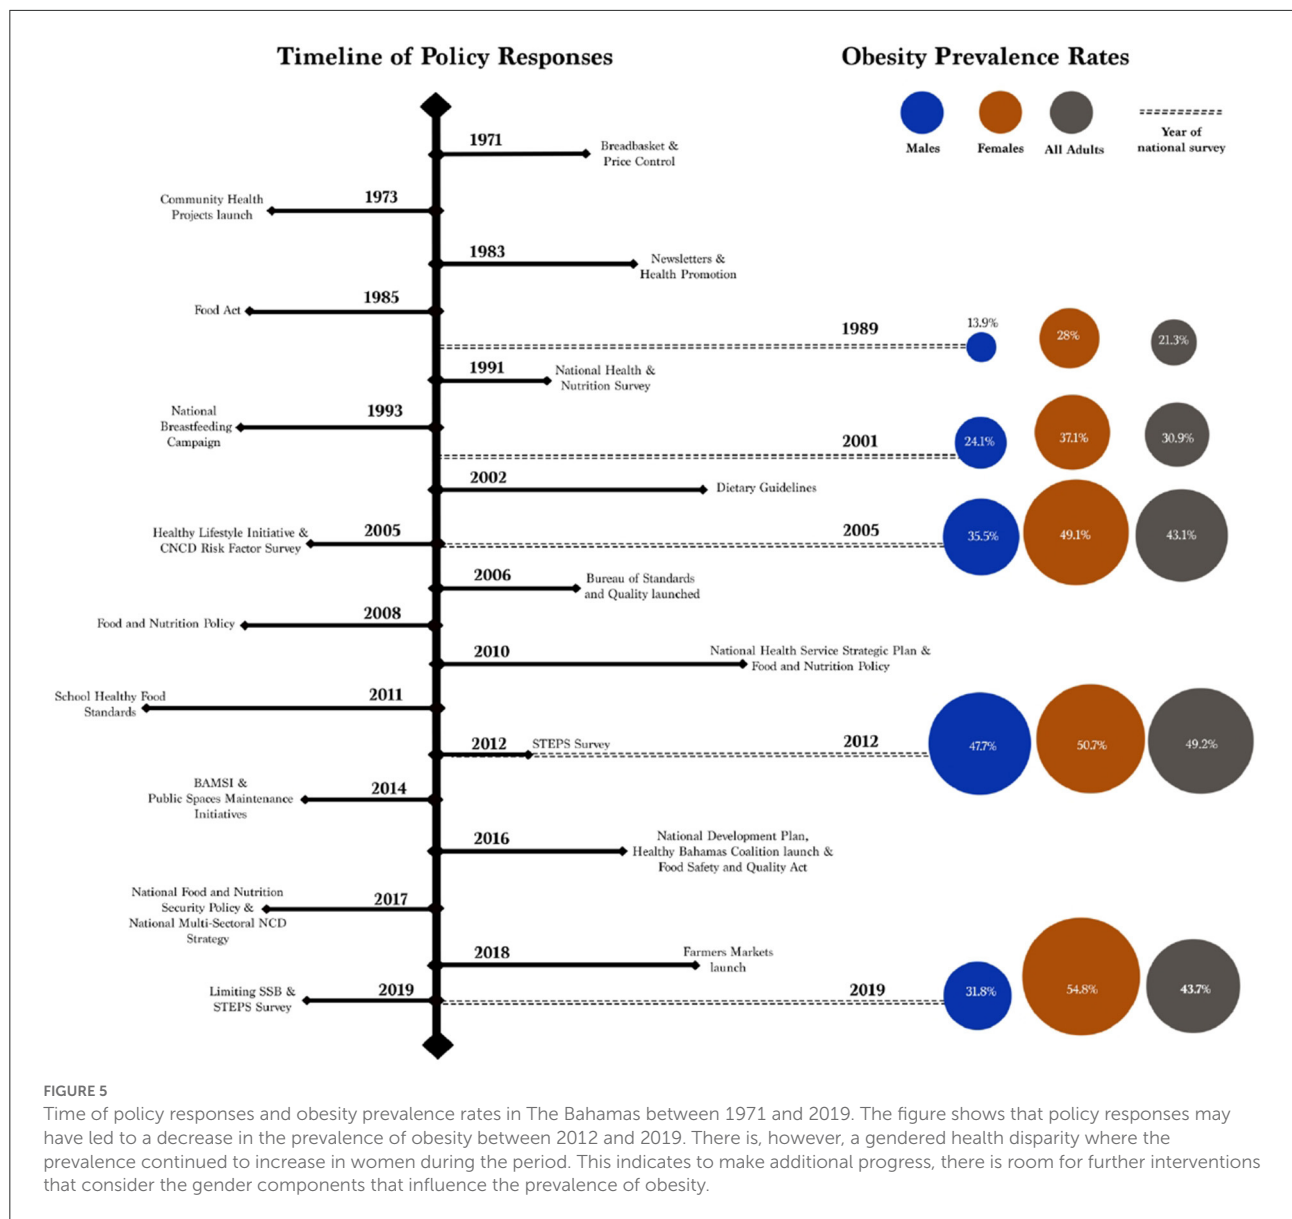 Timeline of Policy Responses
Obesity Prevalence Rates
Males
Females
All Adults
Year of
national survey
1971
Breadbasket &
Price Control
1973
Community Health
Projects launch
1983
Newsletters &
Health Promotion
1985
Food Act
1989
13.9%
28%
21.3%
1991
National Health &
Nutrition Survey
1993
National
Breastfeeding
Campaign
2001
24.1%
37.1%
30.9%
2002
Dietary Guidelines
Healthy Lifestyle Initiative &
CNCD Risk Factor Survey
2005
2005
35.5%
49.1%
43.1%
2006
Bureau of Standards
and Quality launched
2008
Food and Nutrition Policy
2010
National Health Service Strategic Plan &
Food and Nutrition Policy
2011
School Healthy Food
Standards
2012
STEPS Survey
2012
47.7%
50.7%
49.2%
2014
BAMSI &
Public Spaces Maintenance
Initiatives
2016
National Development Plan,
Healthy Bahamas Coalition launch &
Food Safety and Quality Act
2017
National Food and Nutrition
Security Policy &
National Multi-Sectoral NCD
Strategy
2018
Farmers Markets
launch
2019
Limiting SSB &
STEPS Survey
2019
31.8%
54.8%
43.7%
FIGURE 5
Time of policy responses and obesity prevalence rates in The Bahamas between 1971 and 2019. The figure shows that policy responses may
have led to a decrease in the prevalence of obesity between 2012 and 2019. There is, however, a gendered health disparity where the
prevalence continued to increase in women during the period. This indicates to make additional progress, there is room for further interventions
that consider the gender components that influence the prevalence of obesity.